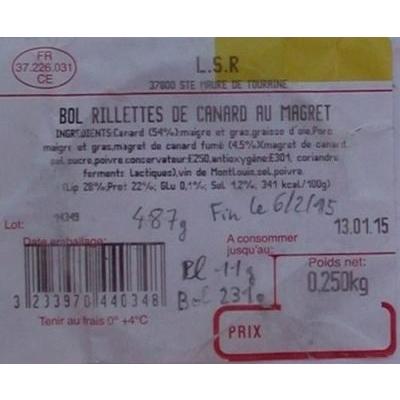 FR
37.226.031
CE
L.S.R
37800 STE MAURE DE TOURAINE
BOL RILLETTES DE CANARD AU MAGRET
INGREDIENTS:Canard (54%):maigre et gras,graisse d'oie,Porc
maigre et gras,magret de canard fumé (4.5%)(magret de canard
sel,sucre,poivre,conservateur:E250,antioxygène:E301, coriandre
ferments lactiques),vin de MontLouis,sel,poivre.
(Lip 28%,Prot 22%; Glu 0,1%; Sel 1,2%, 341 kcal/100g)
Lot: 14349
487g Fin le 6/2/15
13.01.15
Date emballage:
A consommer
jusqu'au:
Poids net:
0,250kg
Pl 11g
Bol 231g
3 233970 440348
Tenir au frais 0° +4°C
PRIX